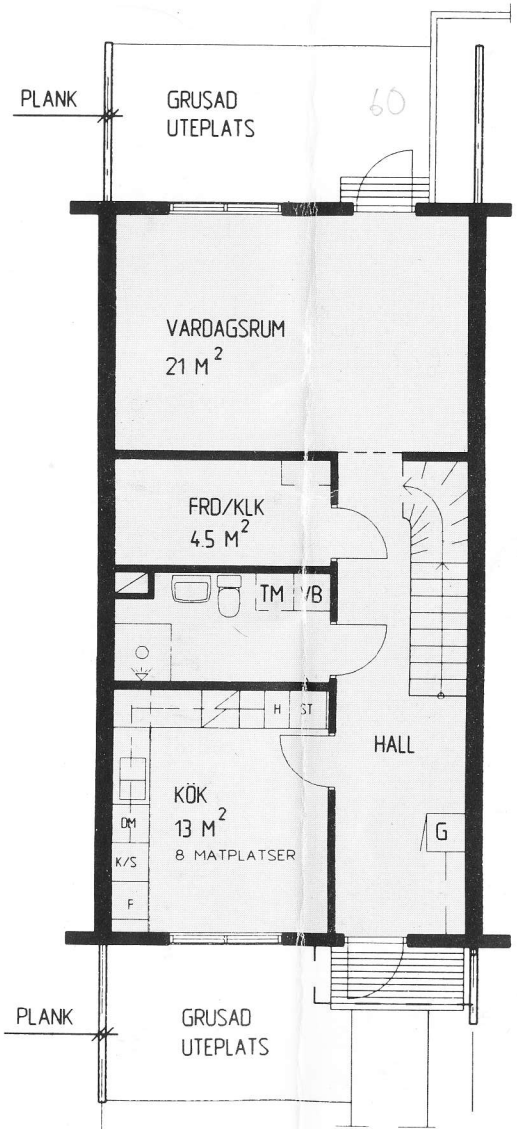 PLANK
GRUSAD
UTEPLATS
60
VARDAGSRUM
21 M²
FRD/KLK
4.5 M²
TM
VB
H
ST
HALL
KÖK
13 M²
8 MATPLATSER
DM
K/S
F
G
PLANK
GRUSAD
UTEPLATS